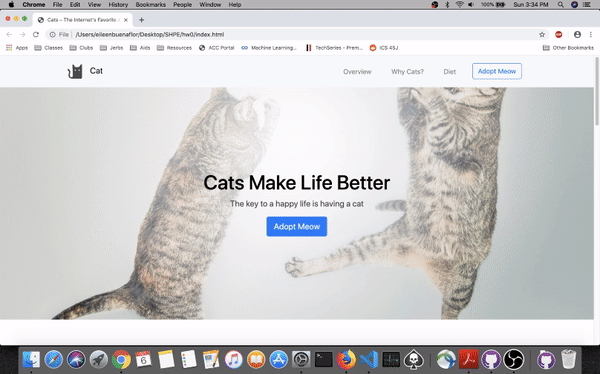 Chrome File Edit View History Bookmarks People Window Help
100% Sun 3:34 PM
Cats – The Internet's Favorite
File /Users/eileenbuenaflor/Desktop/SHPE/hw0/index.html
Apps Classes Clubs Jerbs Aids Resources ACC Portal Machine Learning... TechSeries – Prem... ICS 45J Other Bookmarks
Cat Overview Why Cats? Diet Adopt Meow
Cats Make Life Better
The key to a happy life is having a cat
Adopt Meow
6